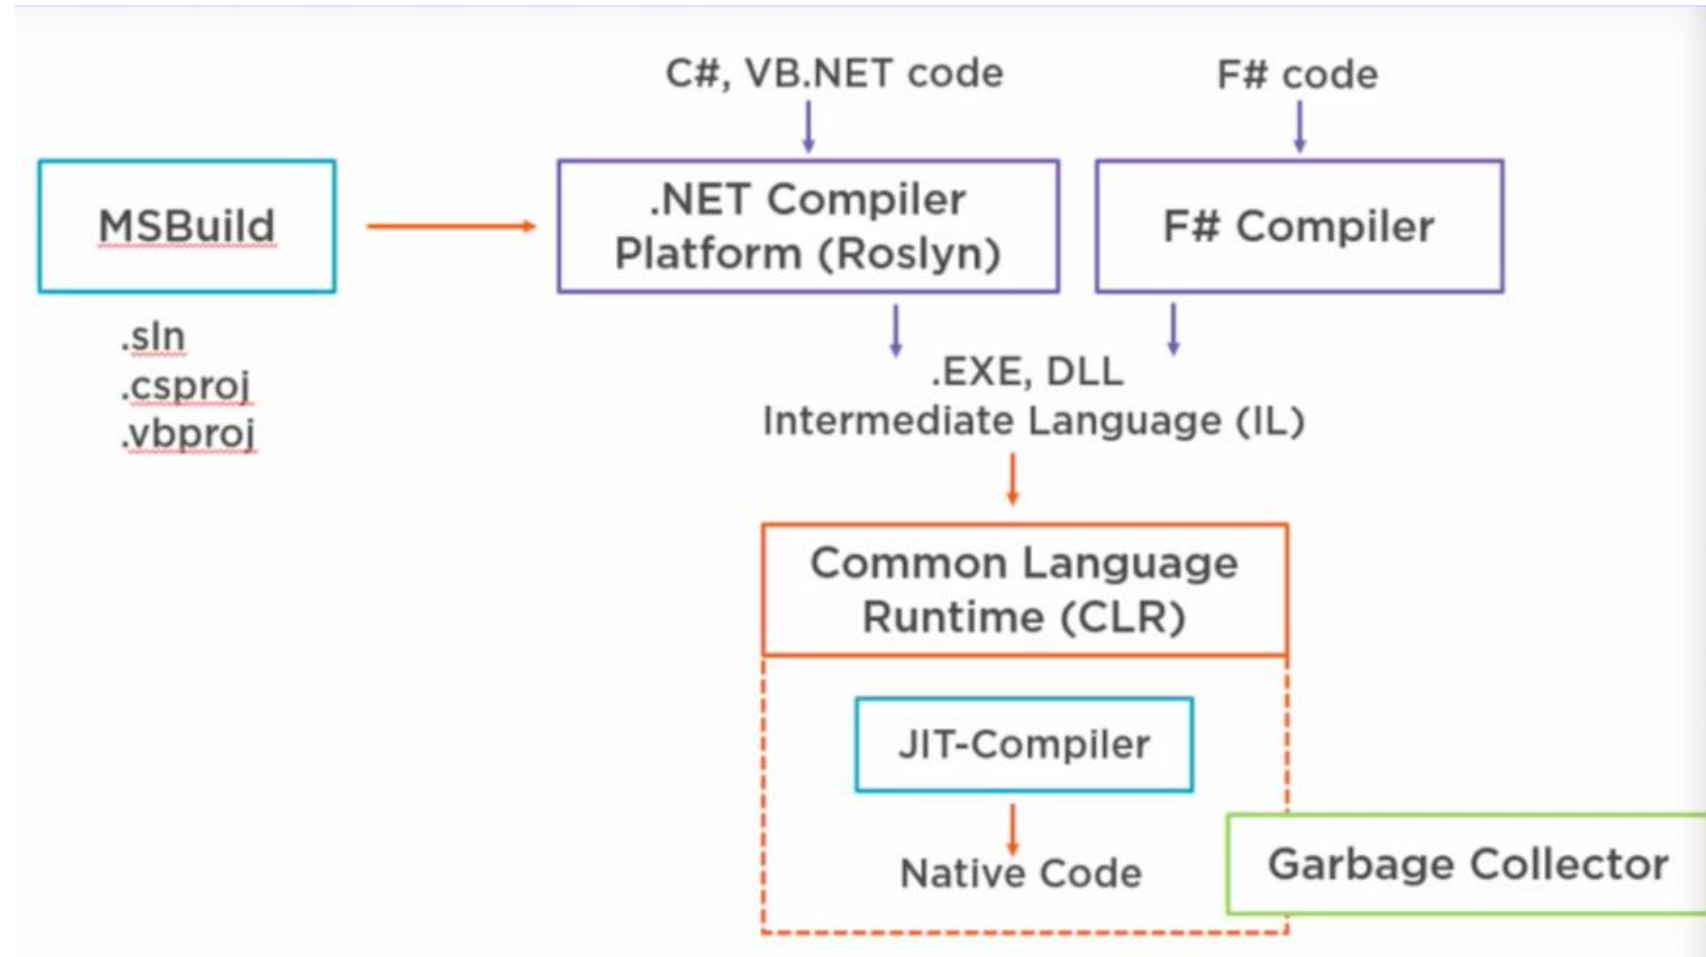 C#, VB.NET code
F# code
MSBuild
.NET Compiler
Platform (Roslyn)
F# Compiler
.sln
.csproj
.vbproj
.EXE, DLL
Intermediate Language (IL)
Common Language
Runtime (CLR)
JIT-Compiler
Native Code
Garbage Collector